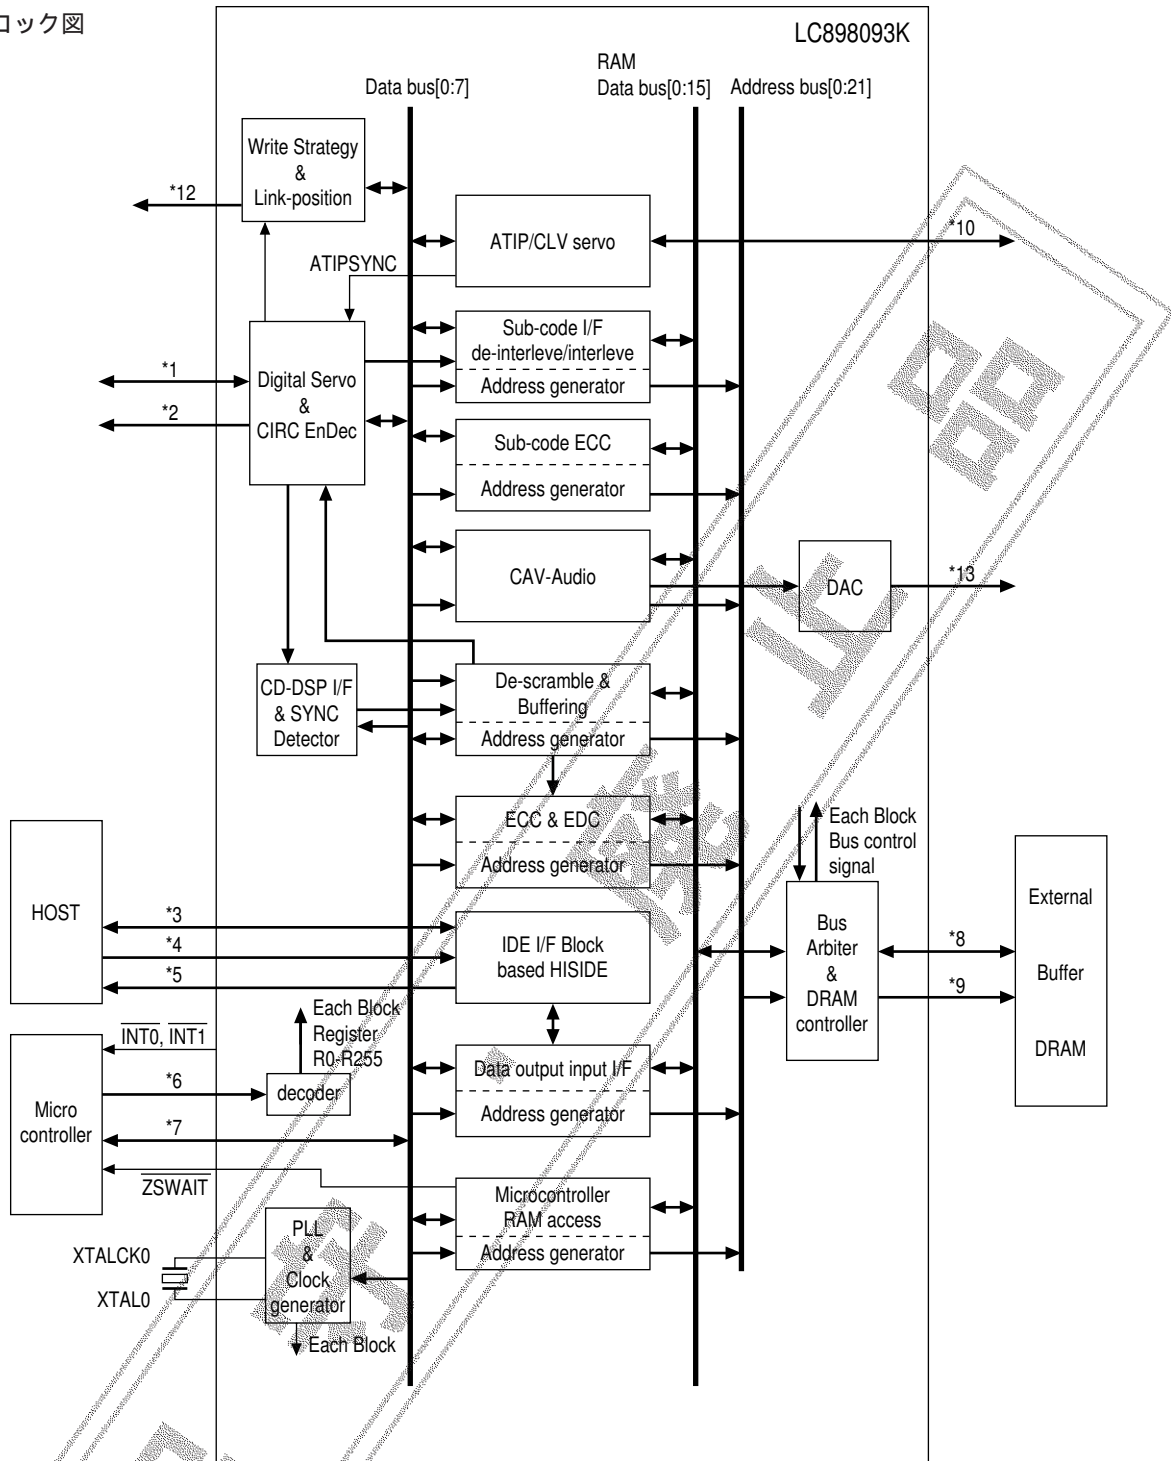 ロック図
LC898093K
RAM
Data bus[0:7]
Data bus[0:15]
Address bus[0:21]
Write Strategy
&
Link-position
*12
ATIP/CLV servo
*10
ATIPSYNC
Sub-code I/F
de-interleve/interleve
Address generator
*1
*2
Digital Servo
&
CIRC EnDec
Sub-code ECC
Address generator
CAV-Audio
DAC
*13
CD-DSP I/F
& SYNC
Detector
De-scramble &
Buffering
Address generator
ECC & EDC
Address generator
Each Block
Bus control
signal
HOST
*3
*4
*5
IDE I/F Block
based HISIDE
Bus
Arbiter
&
DRAM
controller
*8
*9
External
Buffer
DRAM
Each Block
Register
R0-R255
INT0, INT1
*6
decoder
Micro
controller
*7
Data output input I/F
Address generator
ZSWAIT
Microcontroller
RAM access
Address generator
XTALCK0
XTAL0
PLL
&
Clock
generator
Each Block
品
止
廃